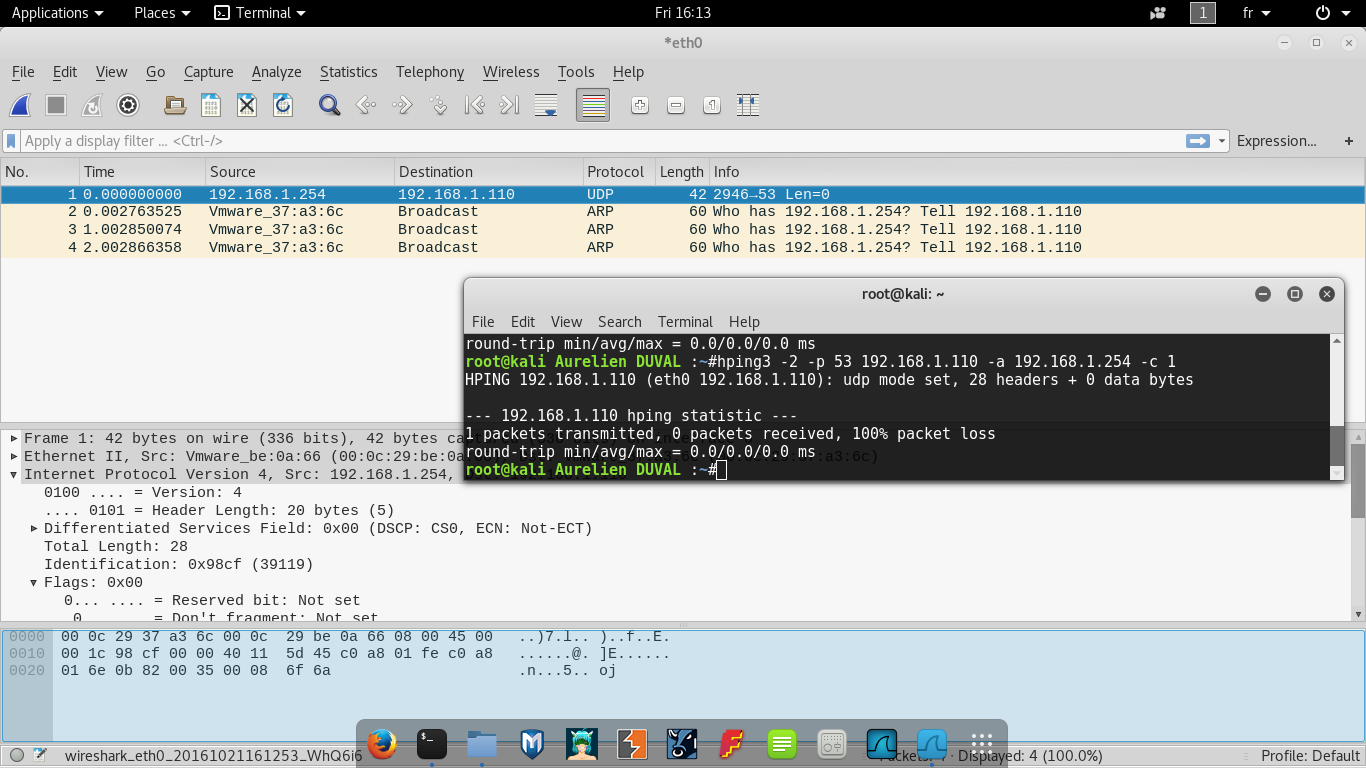 Applications Places Terminal Fri 16:13 1 fr
*eth0
File Edit View Go Capture Analyze Statistics Telephony Wireless Tools Help
Apply a display filter ... <Ctrl-/> Expression... +
No. Time Source Destination Protocol Length Info
1 0.000000000 192.168.1.254 192.168.1.110 UDP 42 2946→53 Len=0
2 0.002763525 Vmware_37:a3:6c Broadcast ARP 60 Who has 192.168.1.254? Tell 192.168.1.110
3 1.002850074 Vmware_37:a3:6c Broadcast ARP 60 Who has 192.168.1.254? Tell 192.168.1.110
4 2.002866358 Vmware_37:a3:6c Broadcast ARP 60 Who has 192.168.1.254? Tell 192.168.1.110
root@kali: ~
File Edit View Search Terminal Help
round-trip min/avg/max = 0.0/0.0/0.0 ms
root@kali Aurelien DUVAL :~#hping3 -2 -p 53 192.168.1.110 -a 192.168.1.254 -c 1
HPING 192.168.1.110 (eth0 192.168.1.110): udp mode set, 28 headers + 0 data bytes
--- 192.168.1.110 hping statistic ---
1 packets transmitted, 0 packets received, 100% packet loss
round-trip min/avg/max = 0.0/0.0/0.0 ms
root@kali Aurelien DUVAL :~#
Frame 1: 42 bytes on wire (336 bits), 42 bytes
Ethernet II, Src: Vmware_be:0a:66 (00:0c:29:be:0a:66)
Internet Protocol Version 4, Src: 192.168.1.254,
0100 .... = Version: 4
.... 0101 = Header Length: 20 bytes (5)
Differentiated Services Field: 0x00 (DSCP: CS0, ECN: Not-ECT)
Total Length: 28
Identification: 0x98cf (39119)
Flags: 0x00
0... .... = Reserved bit: Not set
.0.. .... = Don't fragment: Not set
0000 00 0c 29 37 a3 6c 00 0c 29 be 0a 66 08 00 45 00 ..)7.l.. )..f..E.
0010 00 1c 98 cf 00 00 40 11 5d 45 c0 a8 01 fe c0 a8 ......@. ]E......
0020 01 6e 0b 82 00 35 00 08 6f 6a .n...5.. oj
wireshark_eth0_20161021161253_WhQ6i6 Packets: 4 · Displayed: 4 (100.0%) Profile: Default